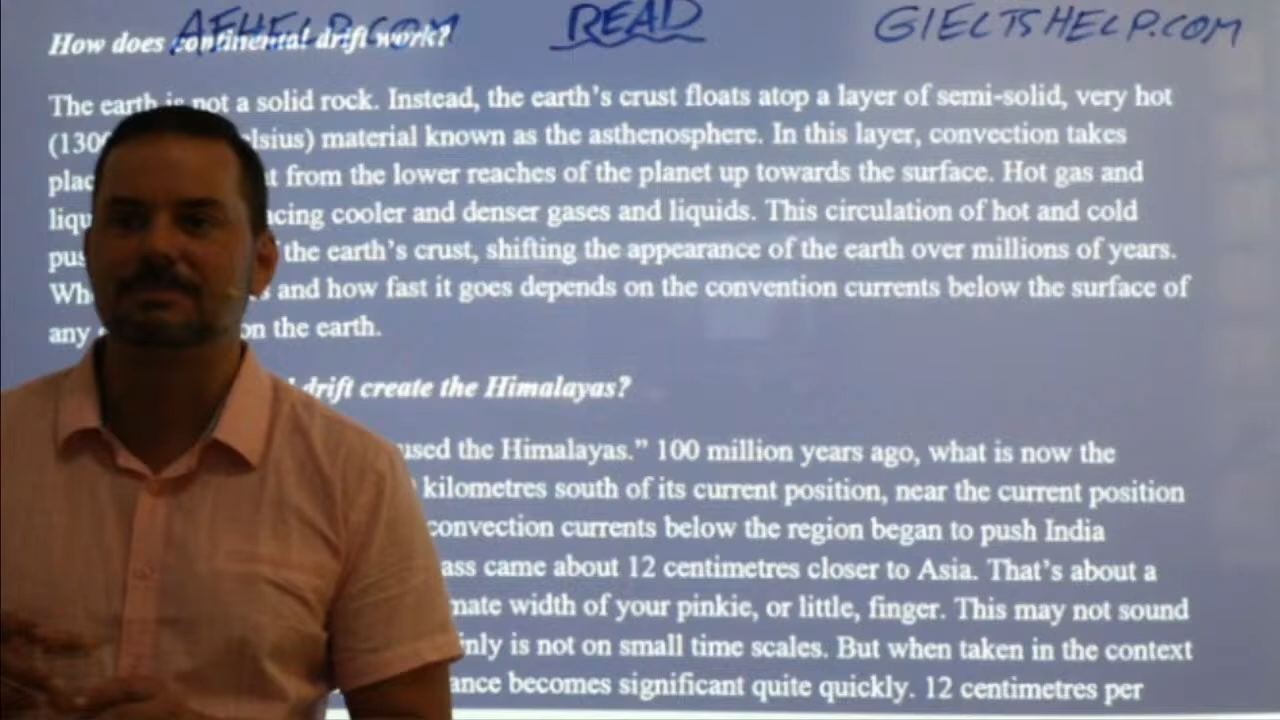 AEHELP.COM READ GIELTSHELP.COM
How does continental drift work?
The earth is not a solid rock. Instead, the earth's crust floats atop a layer of semi-solid, very hot
(130 lsius) material known as the asthenosphere. In this layer, convection takes
plac t from the lower reaches of the planet up towards the surface. Hot gas and
liqu acing cooler and denser gases and liquids. This circulation of hot and cold
pus the earth's crust, shifting the appearance of the earth over millions of years.
Wh s and how fast it goes depends on the convention currents below the surface of
any on the earth.
drift create the Himalayas?
used the Himalayas." 100 million years ago, what is now the
kilometres south of its current position, near the current position
convection currents below the region began to push India
ass came about 12 centimetres closer to Asia. That's about a
mate width of your pinkie, or little, finger. This may not sound
nly is not on small time scales. But when taken in the context
ance becomes significant quite quickly. 12 centimetres per